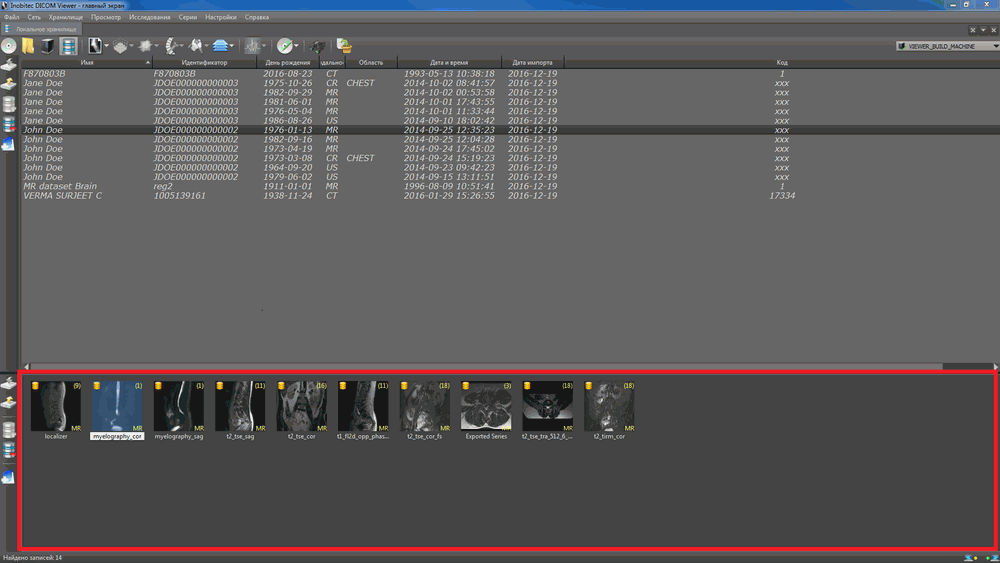 Inobitec DICOM Viewer - главный экран
Файл Сеть Хранилище Просмотр Исследования Серии Настройки Справка
Локальное хранилище
VIEWER_BUILD_MACHINE
Имя Идентификатор День рождения дально Область Дата и время Дата импорта Код
F870803B F870803B 2016-08-23 CT 1993-05-13 10:38:18 2016-12-19 1
Jane Doe JDOE000000000003 1975-10-26 CR CHEST 2014-10-02 08:41:57 2016-12-19 xxx
Jane Doe JDOE000000000003 1982-09-29 MR 2014-10-02 00:53:58 2016-12-19 xxx
Jane Doe JDOE000000000003 1981-06-01 MR 2014-10-01 17:43:55 2016-12-19 xxx
Jane Doe JDOE000000000003 1976-05-04 MR 2014-10-01 11:33:44 2016-12-19 xxx
Jane Doe JDOE000000000003 1986-08-26 US 2014-09-10 18:02:42 2016-12-19 xxx
John Doe JDOE000000000002 1976-01-13 MR 2014-09-25 12:35:23 2016-12-19 xxx
John Doe JDOE000000000002 1982-09-16 MR 2014-09-25 12:04:28 2016-12-19 xxx
John Doe JDOE000000000002 1973-04-19 MR 2014-09-24 17:45:02 2016-12-19 xxx
John Doe JDOE000000000002 1973-03-08 CR CHEST 2014-09-24 15:19:23 2016-12-19 xxx
John Doe JDOE000000000002 1964-09-20 US 2014-09-23 09:42:23 2016-12-19 xxx
John Doe JDOE000000000002 1979-06-02 US 2014-09-15 13:11:51 2016-12-19 xxx
MR dataset Brain reg2 1911-01-01 MR 1996-08-09 10:51:41 2016-12-19 1
VERMA SURJEET C 1005139161 1938-11-24 CT 2016-01-29 15:26:55 2016-12-19 17334
(9) (1) (1) (11) (16) (11) (18) (3) (18) (18)
MR MR MR MR MR MR MR MR MR MR
localizer myelography_cor myelography_sag t2_tse_sag t2_tse_cor t1_fl2d_opp_phas... t2_tse_cor_fs Exported Series t2_tse_tra_512_6_... t2_tirm_cor
Найдено записей: 14